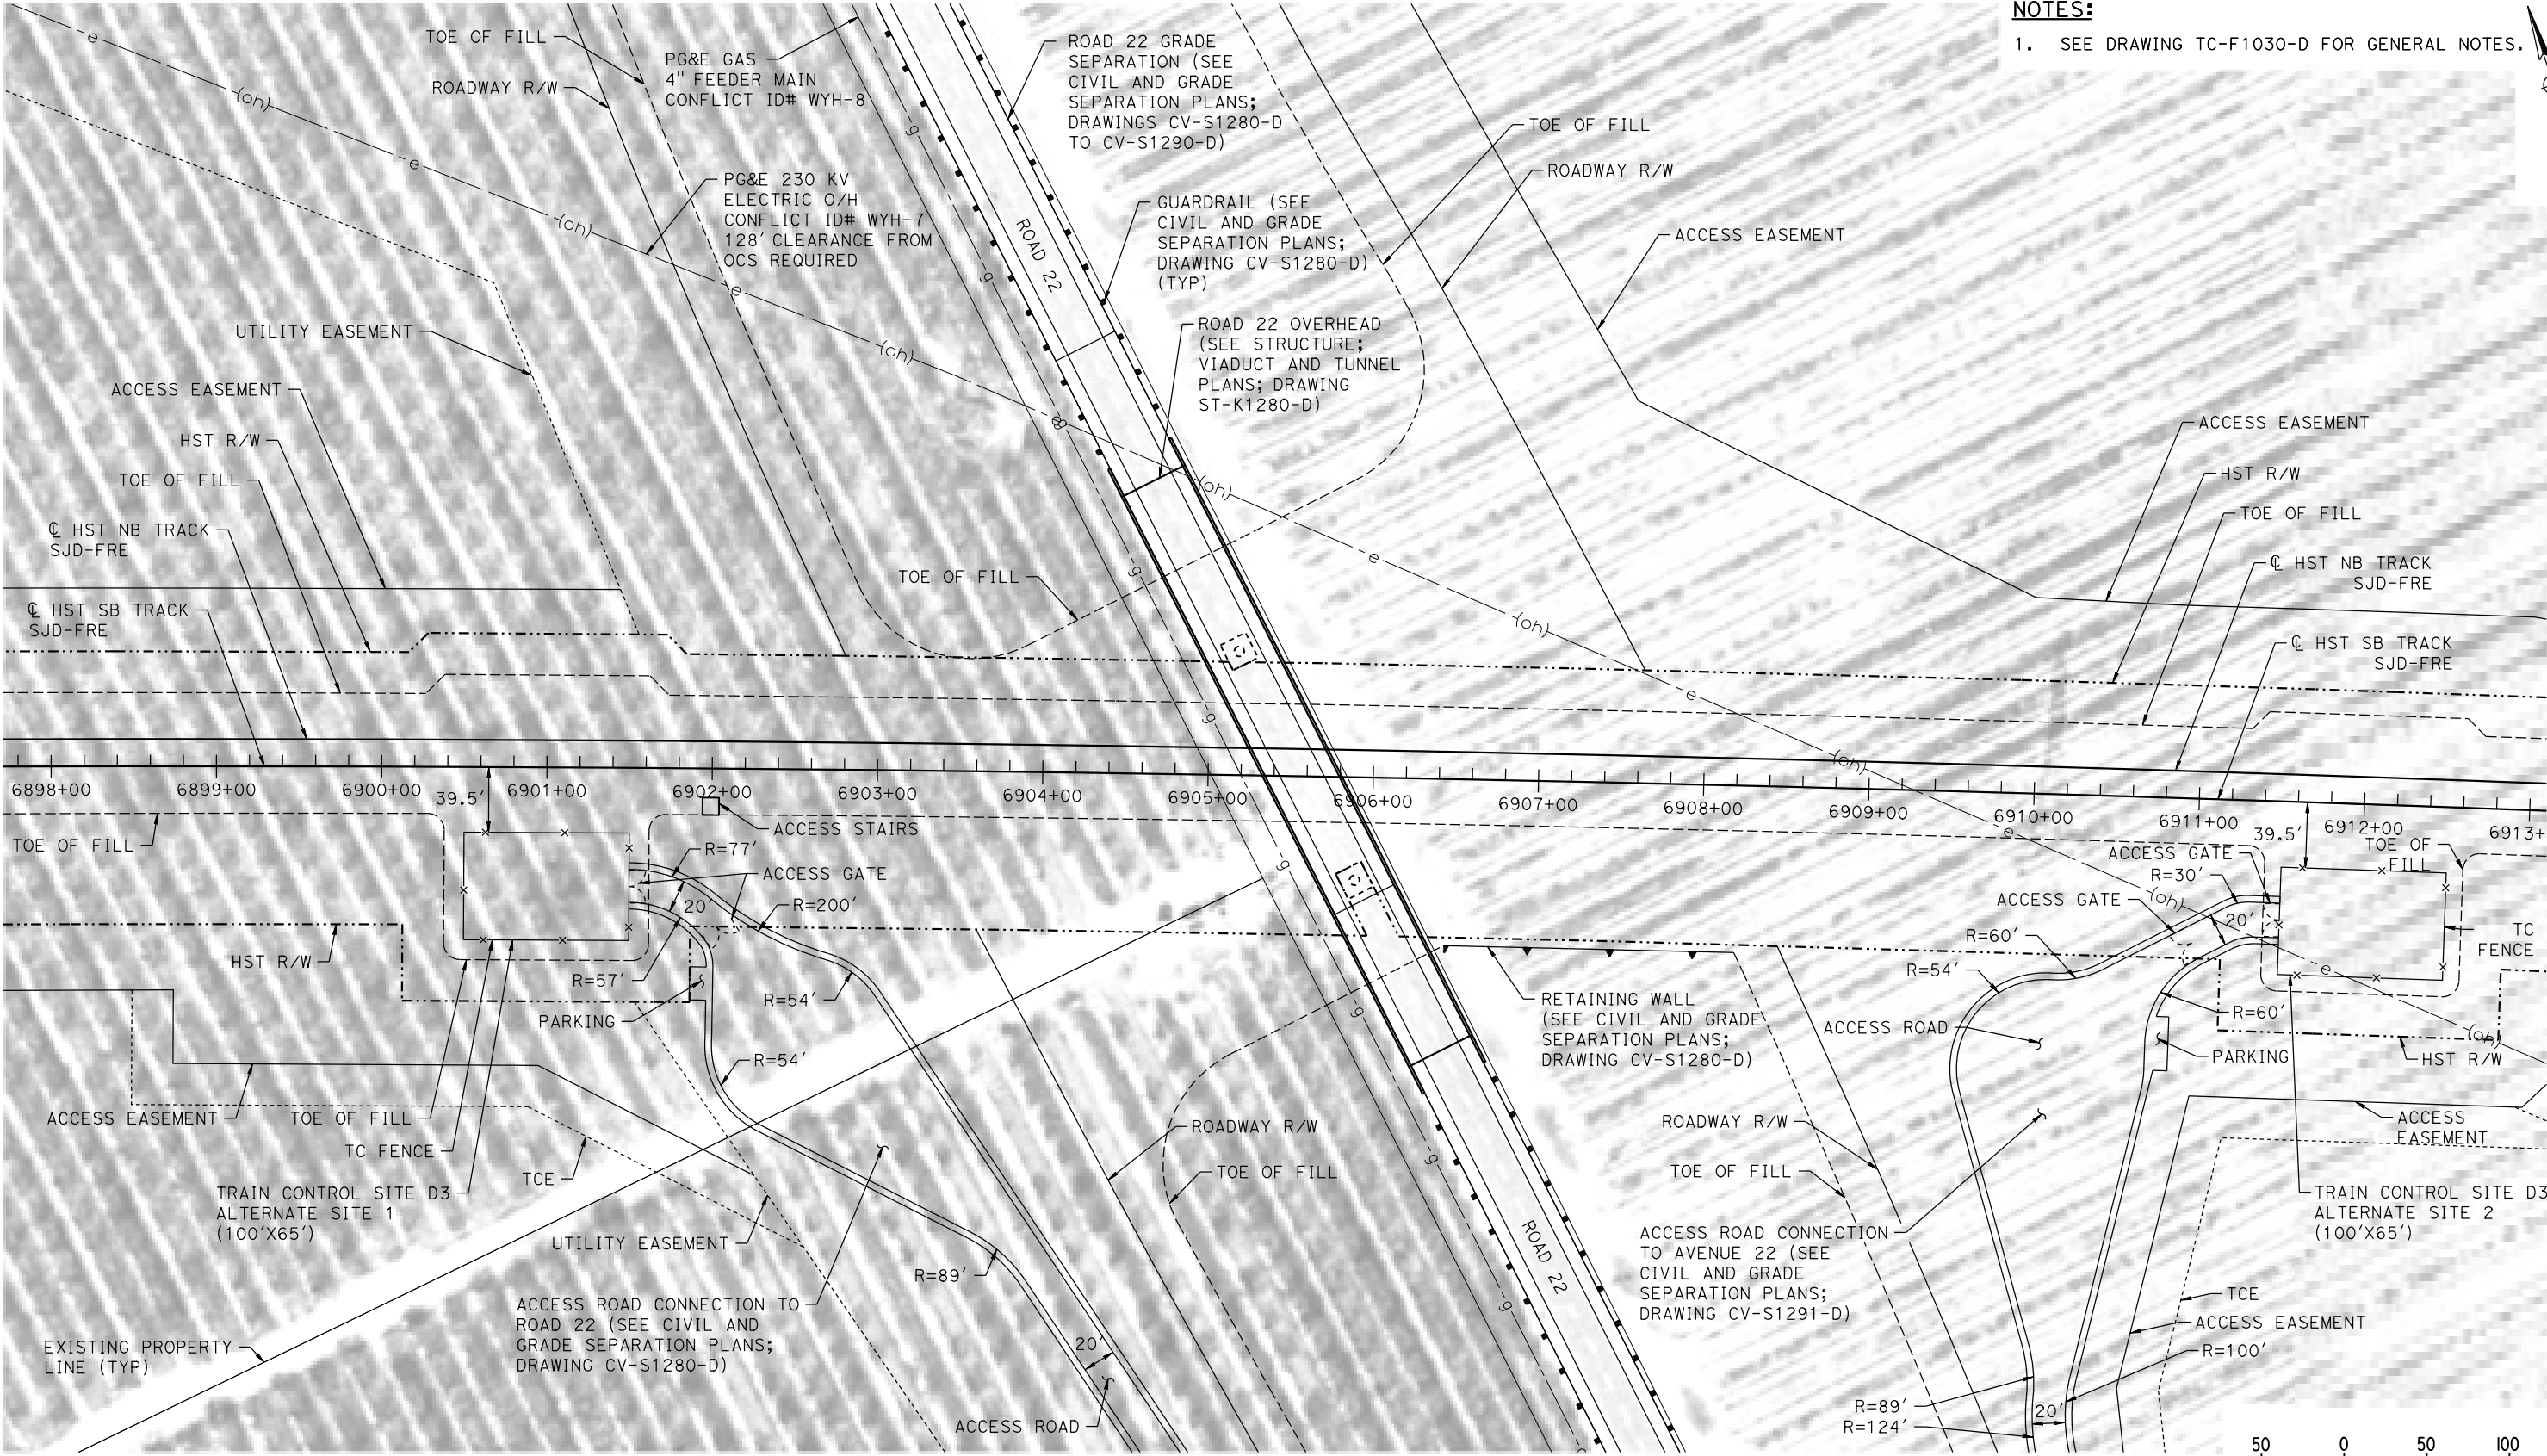 NOTES:
1. SEE DRAWING TC-F1030-D FOR GENERAL NOTES.
TOE OF FILL
ROADWAY R/W
PG&E GAS
4" FEEDER MAIN
CONFLICT ID# WYH-8
ROAD 22 GRADE
SEPARATION (SEE
CIVIL AND GRADE
SEPARATION PLANS;
DRAWINGS CV-S1280-D
TO CV-S1290-D)
TOE OF FILL
ROADWAY R/W
ACCESS EASEMENT
PG&E 230 KV
ELECTRIC O/H
CONFLICT ID# WYH-7
128' CLEARANCE FROM
OCS REQUIRED
GUARDRAIL (SEE
CIVIL AND GRADE
SEPARATION PLANS;
DRAWING CV-S1280-D)
(TYP)
ROAD 22
ROAD 22 OVERHEAD
(SEE STRUCTURE;
VIADUCT AND TUNNEL
PLANS; DRAWING
ST-K1280-D)
UTILITY EASEMENT
ACCESS EASEMENT
HST R/W
TOE OF FILL
℄ HST NB TRACK
SJD-FRE
℄ HST SB TRACK
SJD-FRE
TOE OF FILL
ACCESS EASEMENT
HST R/W
TOE OF FILL
℄ HST NB TRACK
SJD-FRE
℄ HST SB TRACK
SJD-FRE
e
(oh)
e
(oh)
e
(oh)
e
(oh)
e
(oh)
e
(oh)
e
(oh)
e
(oh)
e
(oh)
g
g
g
g
g
g
g
g
g
6898+00
6899+00
6900+00
39.5'
6901+00
6902+00
6903+00
6904+00
6905+00
6906+00
6907+00
6908+00
6909+00
6910+00
6911+00
39.5'
6912+00
6913+
TOE OF FILL
ACCESS STAIRS
R=77'
ACCESS GATE
20'
R=200'
HST R/W
R=57'
R=54'
PARKING
R=54'
ACCESS EASEMENT
TOE OF FILL
TC FENCE
TCE
TRAIN CONTROL SITE D3
ALTERNATE SITE 1
(100'X65')
UTILITY EASEMENT
R=89'
ACCESS ROAD CONNECTION TO
ROAD 22 (SEE CIVIL AND
GRADE SEPARATION PLANS;
DRAWING CV-S1280-D)
EXISTING PROPERTY
LINE (TYP)
20'
ACCESS ROAD
ROADWAY R/W
TOE OF FILL
ROAD 22
RETAINING WALL
(SEE CIVIL AND GRADE
SEPARATION PLANS;
DRAWING CV-S1280-D)
ROADWAY R/W
TOE OF FILL
ACCESS ROAD CONNECTION
TO AVENUE 22 (SEE
CIVIL AND GRADE
SEPARATION PLANS;
DRAWING CV-S1291-D)
ACCESS GATE
R=30'
ACCESS GATE
20'
R=60'
R=54'
ACCESS ROAD
TOE OF
FILL
TC
FENCE
R=60'
PARKING
HST R/W
ACCESS
EASEMENT
TRAIN CONTROL SITE D3
ALTERNATE SITE 2
(100'X65')
TCE
ACCESS EASEMENT
R=100'
R=89'
R=124'
20'
50 0 50 100